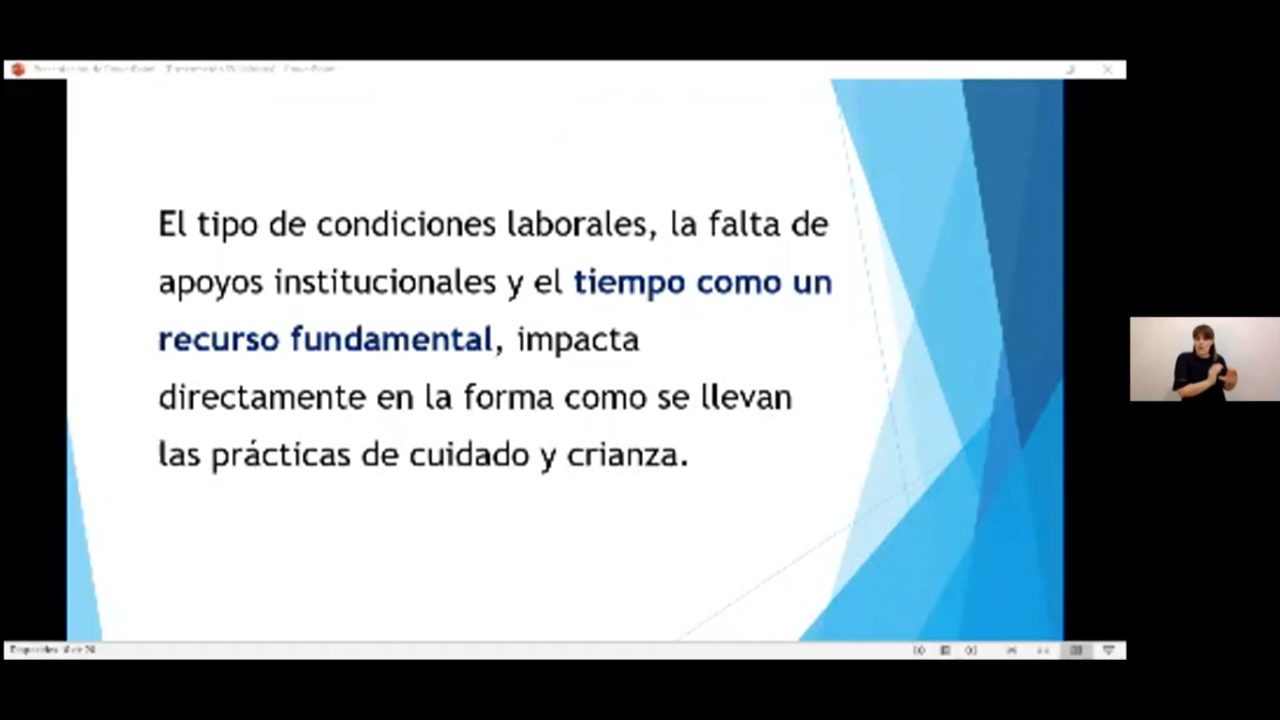 El tipo de condiciones laborales, la falta de
apoyos institucionales y el tiempo como un
recurso fundamental, impacta
directamente en la forma como se llevan
las prácticas de cuidado y crianza.